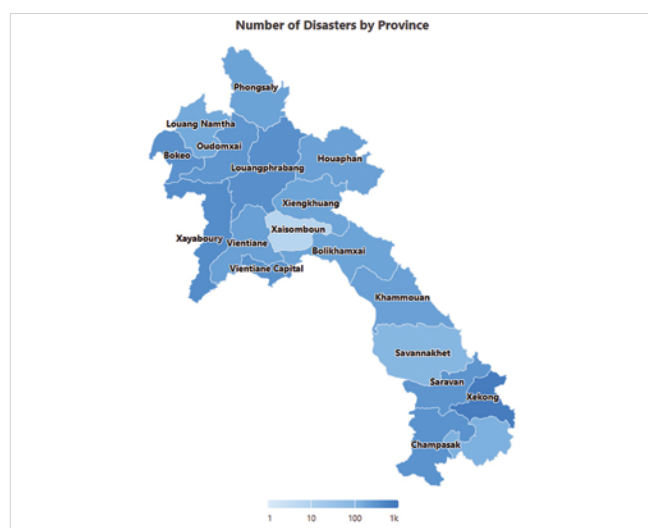 Number of Disasters by Province
Phongsaly
Louang Namtha
Oudomxai
Bokeo
Louangphrabang
Houaphan
Xiengkhuang
Xaisomboun
Xayaboury
Vientiane
Bolikhamxai
Vientiane Capital
Khammouan
Savannakhet
Saravan
Xekong
Champasak
1 10 100 1k